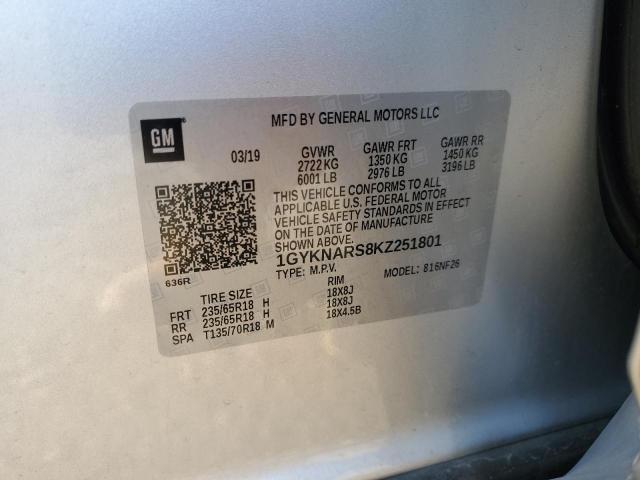 GM
MFD BY GENERAL MOTORS LLC
03/19 GVWR GAWR FRT GAWR RR
2722 KG 1350 KG 1450 KG
6001 LB 2976 LB 3196 LB
THIS VEHICLE CONFORMS TO ALL
APPLICABLE U.S. FEDERAL MOTOR
VEHICLE SAFETY STANDARDS IN EFFECT
ON THE DATE OF MANUFACTURE
SHOWN ABOVE.
1GYKNARS8KZ251801
636R
TYPE: M.P.V. MODEL: 816NF26
TIRE SIZE RIM
FRT 235/65R18 H 18X8J
RR 235/65R18 H 18X8J
SPA T135/70R18 M 18X4.5B